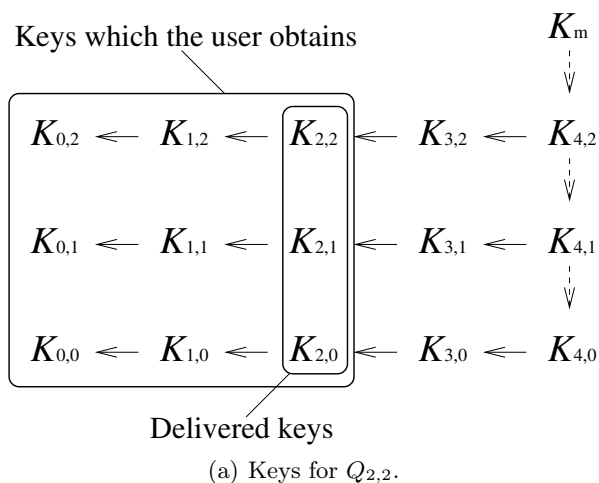 Keys which the user obtains
K_m
K_{0,2} K_{1,2} K_{2,2} K_{3,2} K_{4,2}
K_{0,1} K_{1,1} K_{2,1} K_{3,1} K_{4,1}
K_{0,0} K_{1,0} K_{2,0} K_{3,0} K_{4,0}
Delivered keys
(a) Keys for Q_{2,2}.